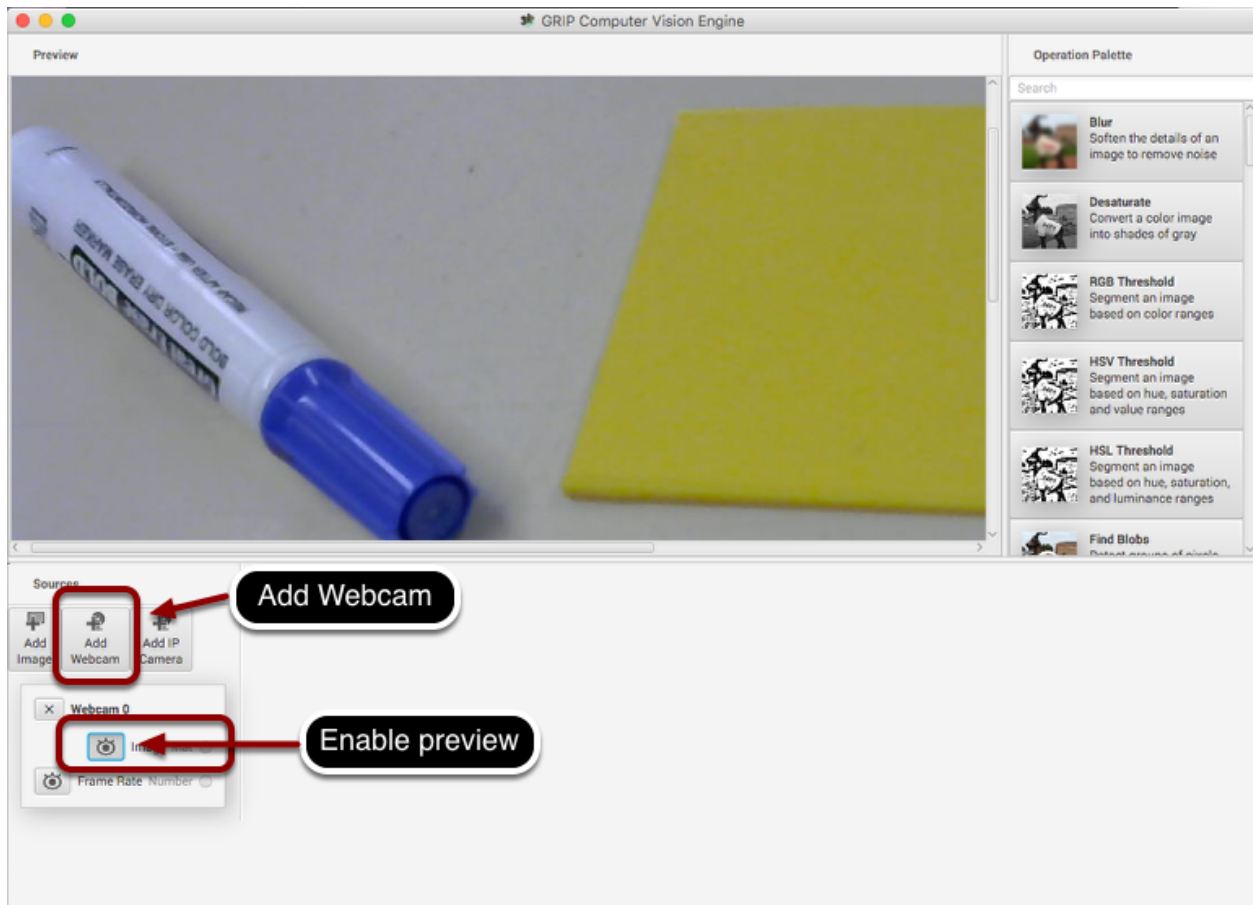 GRIP Computer Vision Engine
Preview
RECAP AFTER USE
BOLD COLOR DRY ERASE MARKER
BOLD
Operation Palette
Search
Blur
Soften the details of an
image to remove noise
Desaturate
Convert a color image
into shades of gray
RGB Threshold
Segment an image
based on color ranges
HSV Threshold
Segment an image
based on hue, saturation
and value ranges
HSL Threshold
Segment an image
based on hue, saturation,
and luminance ranges
Find Blobs
Sources
Add
Image
Add
Webcam
Add IP
Camera
Add Webcam
Webcam 0
Enable preview
Frame Rate Number